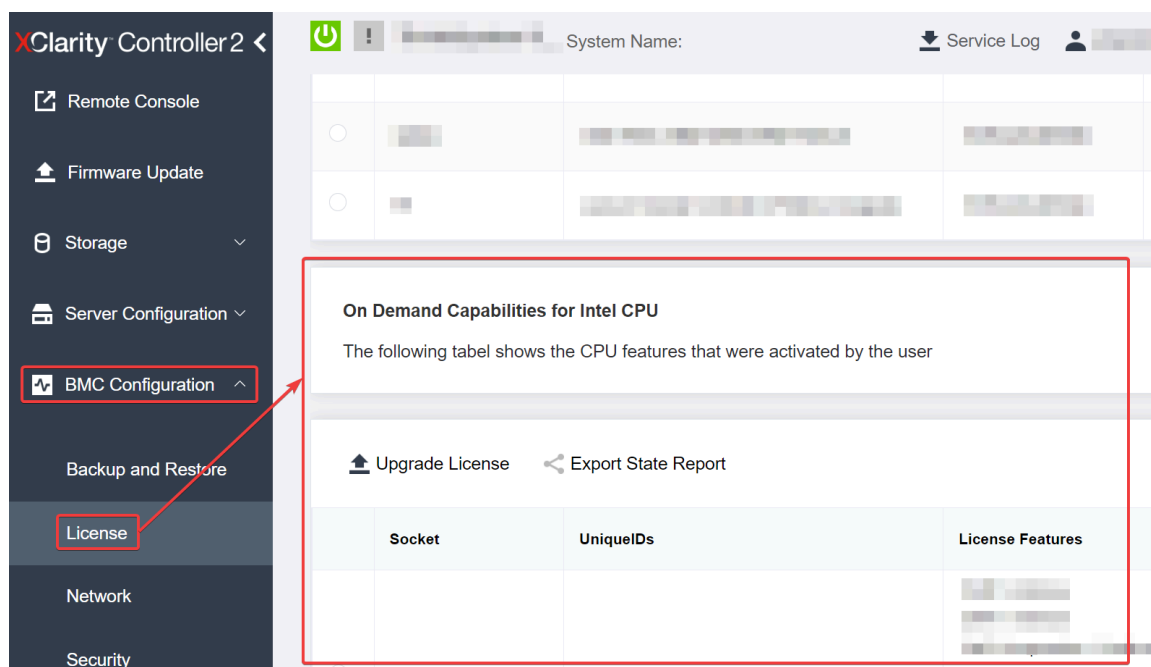 XClarity Controller 2
System Name:
Service Log
Remote Console
Firmware Update
Storage
Server Configuration
BMC Configuration
Backup and Restore
License
Network
Security
On Demand Capabilities for Intel CPU
The following tabel shows the CPU features that were activated by the user
Upgrade License
Export State Report
Socket
UniqueIDs
License Features